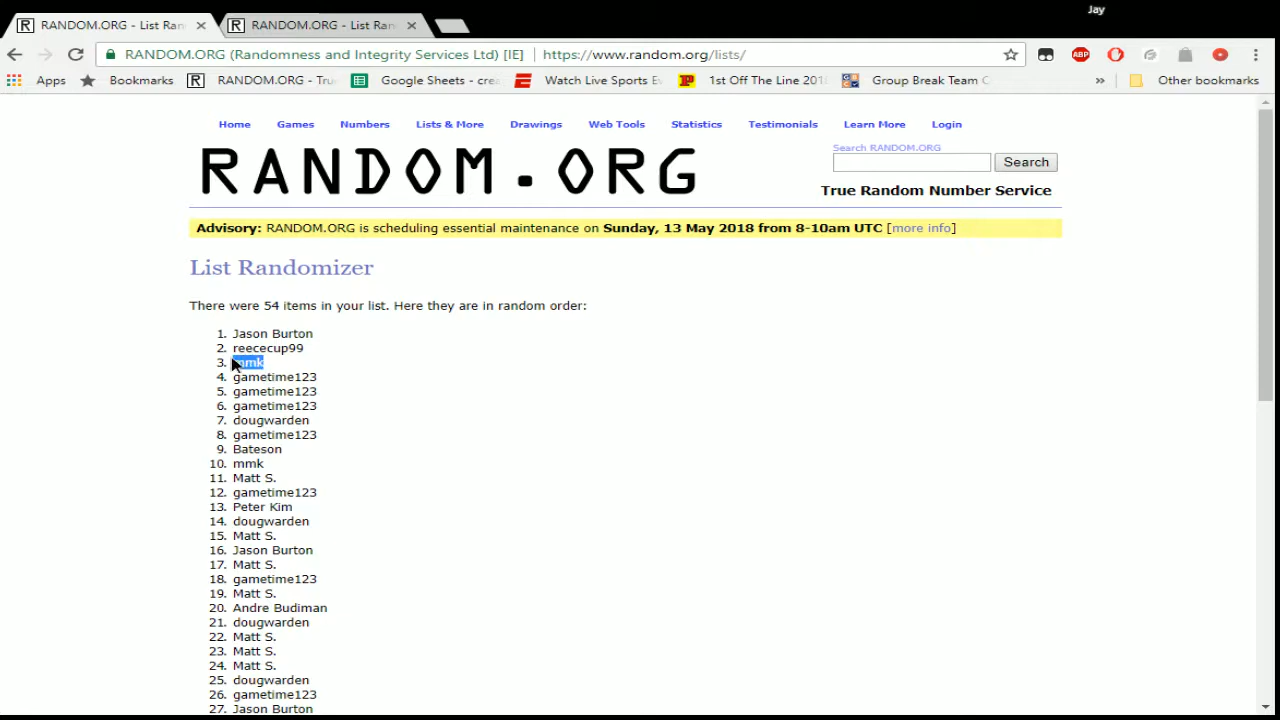 Jay
RANDOM.ORG - List Ran
RANDOM.ORG - List Ran
RANDOM.ORG (Randomness and Integrity Services Ltd) [IE] https://www.random.org/lists/
Apps Bookmarks RANDOM.ORG - Tru Google Sheets - crea Watch Live Sports Ev 1st Off The Line 201 Group Break Team C » Other bookmarks
Home Games Numbers Lists & More Drawings Web Tools Statistics Testimonials Learn More Login
RANDOM.ORG
Search RANDOM.ORG
Search
True Random Number Service
Advisory: RANDOM.ORG is scheduling essential maintenance on Sunday, 13 May 2018 from 8-10am UTC [more info]
List Randomizer
There were 54 items in your list. Here they are in random order:
1. Jason Burton
2. reececup99
3. mmk
4. gametime123
5. gametime123
6. gametime123
7. dougwarden
8. gametime123
9. Bateson
10. mmk
11. Matt S.
12. gametime123
13. Peter Kim
14. dougwarden
15. Matt S.
16. Jason Burton
17. Matt S.
18. gametime123
19. Matt S.
20. Andre Budiman
21. dougwarden
22. Matt S.
23. Matt S.
24. Matt S.
25. dougwarden
26. gametime123
27. Jason Burton